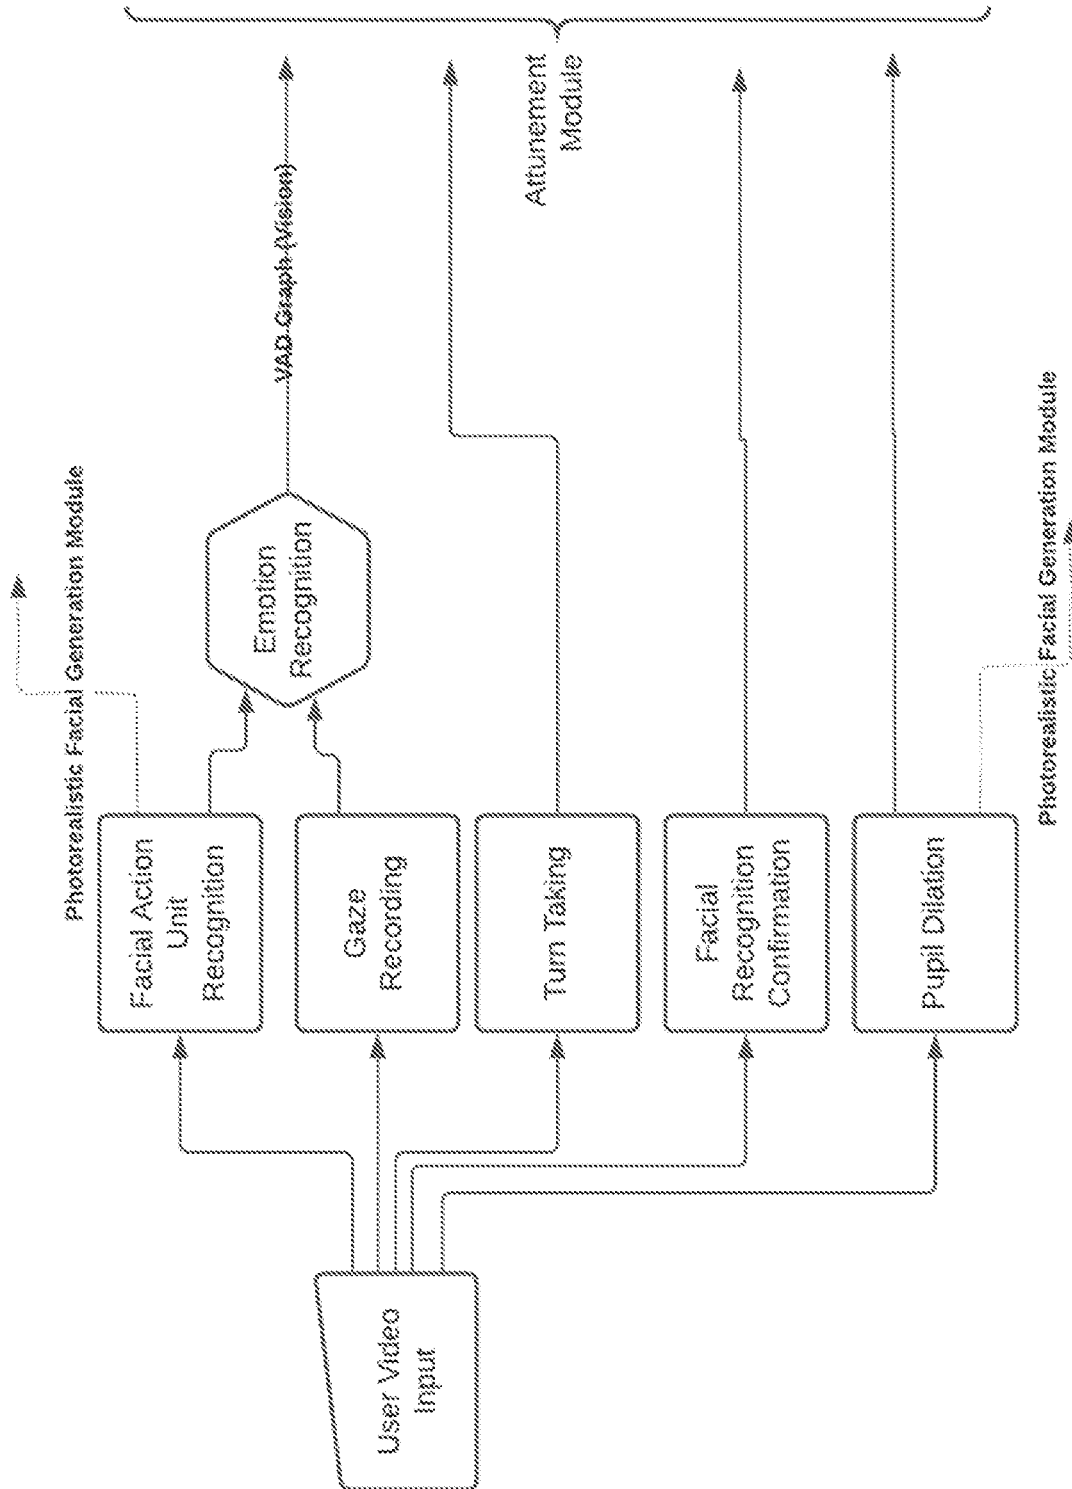 User Video
Input
Facial Action
Unit
Recognition
Gaze
Recording
Turn Taking
Facial
Recognition
Confirmation
Pupil Dilation
Photorealistic Facial Generation Module
Emotion
Recognition
VAD Graph (Vision)
Attunement
Module
Photorealistic Facial Generation Module